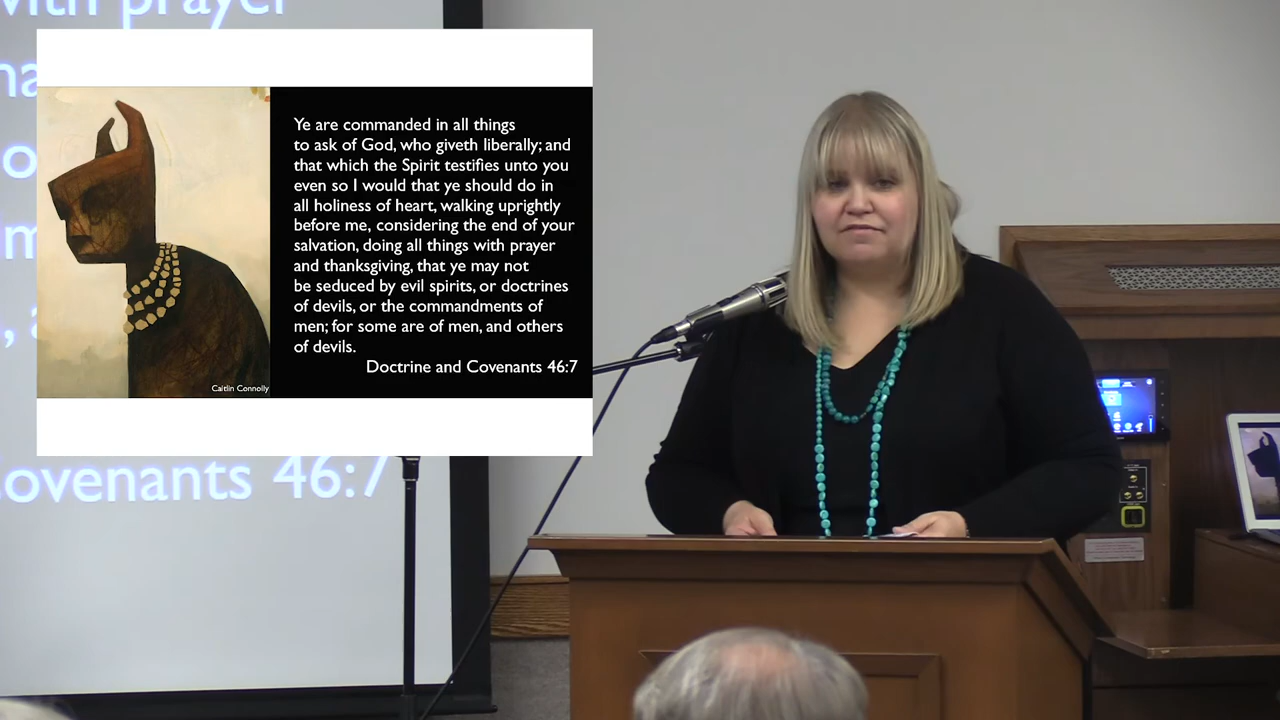 with prayer
Ye are commanded in all things
to ask of God, who giveth liberally; and
that which the Spirit testifies unto you
even so I would that ye should do in
all holiness of heart, walking uprightly
before me, considering the end of your
salvation, doing all things with prayer
and thanksgiving, that ye may not
be seduced by evil spirits, or doctrines
of devils, or the commandments of
men; for some are of men, and others
of devils.
Doctrine and Covenants 46:7
Caitlin Connolly
Covenants 46:7